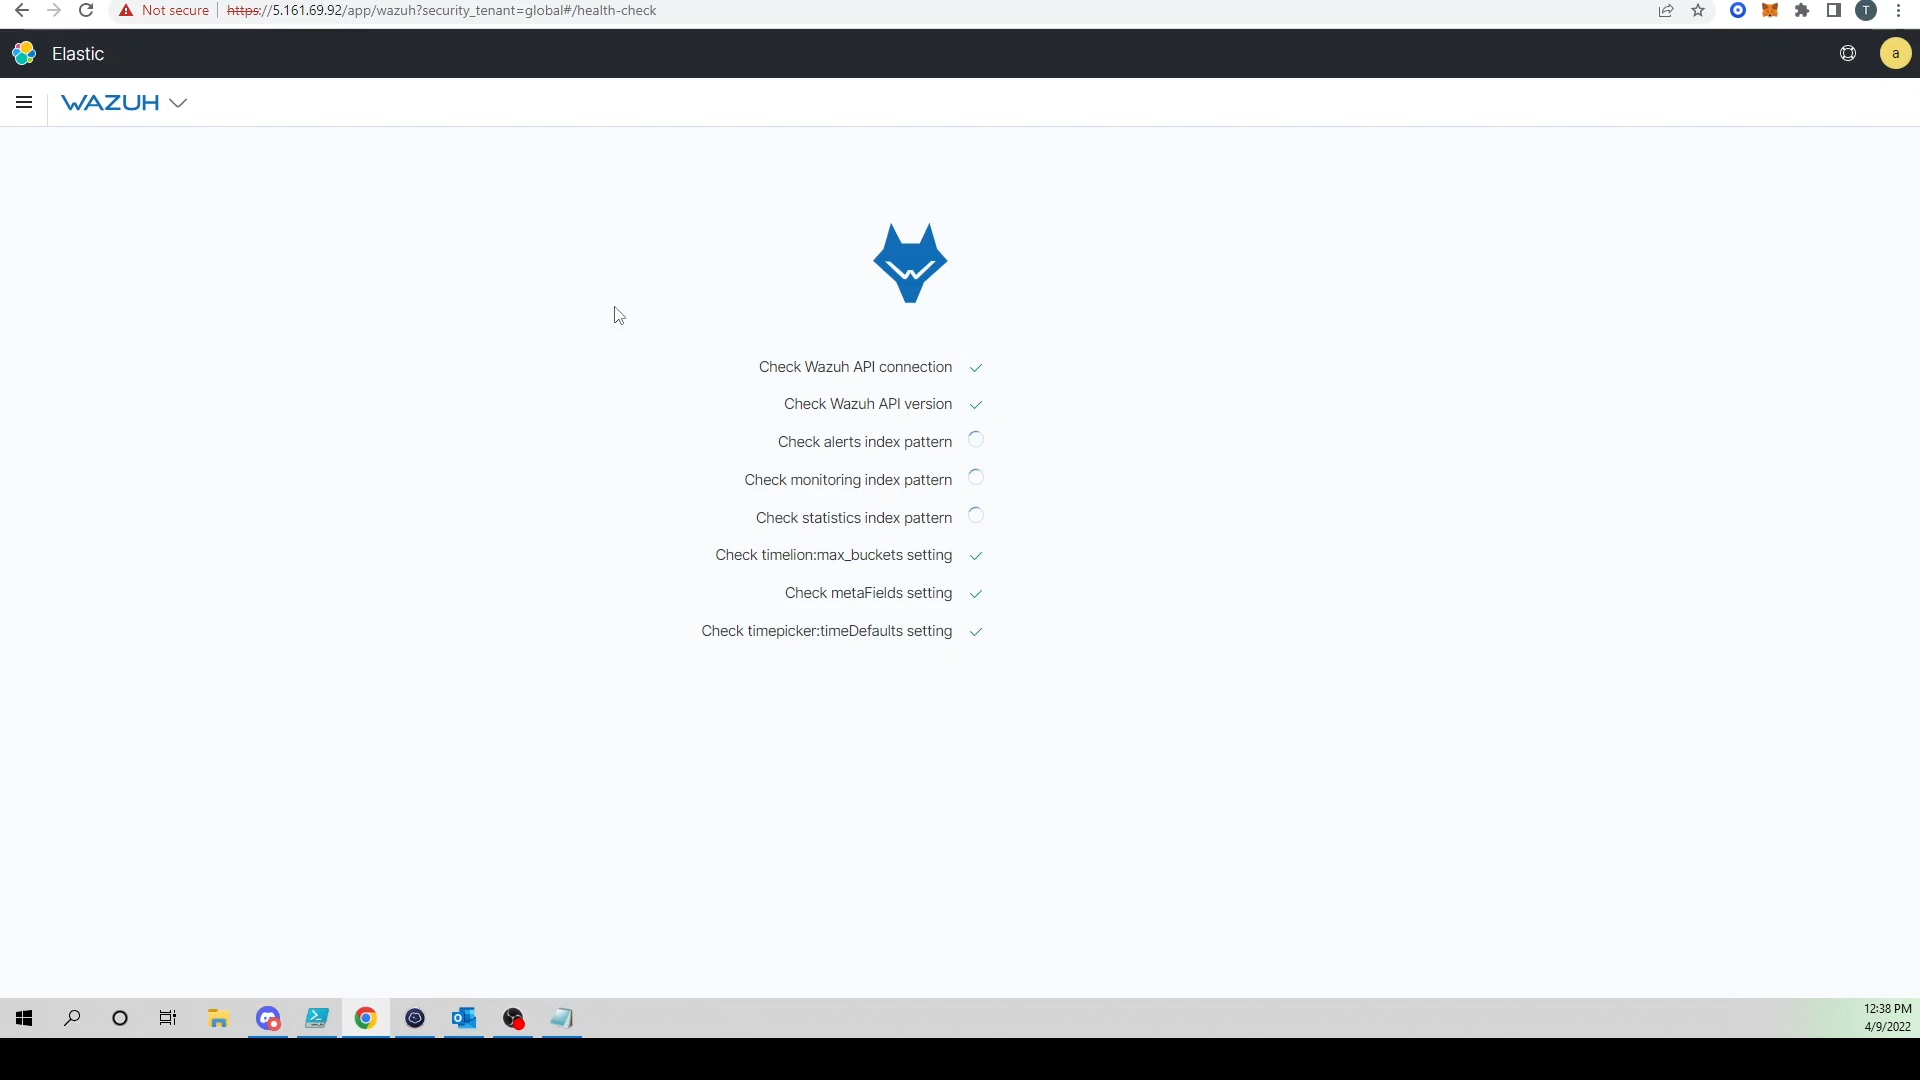 Not secure https://5.161.69.92/app/wazuh?security_tenant=global#/health-check
T
Elastic
a
WAZUH
Check Wazuh API connection
Check Wazuh API version
Check alerts index pattern
Check monitoring index pattern
Check statistics index pattern
Check timelion:max_buckets setting
Check metaFields setting
Check timepicker:timeDefaults setting
12:38 PM
4/9/2022